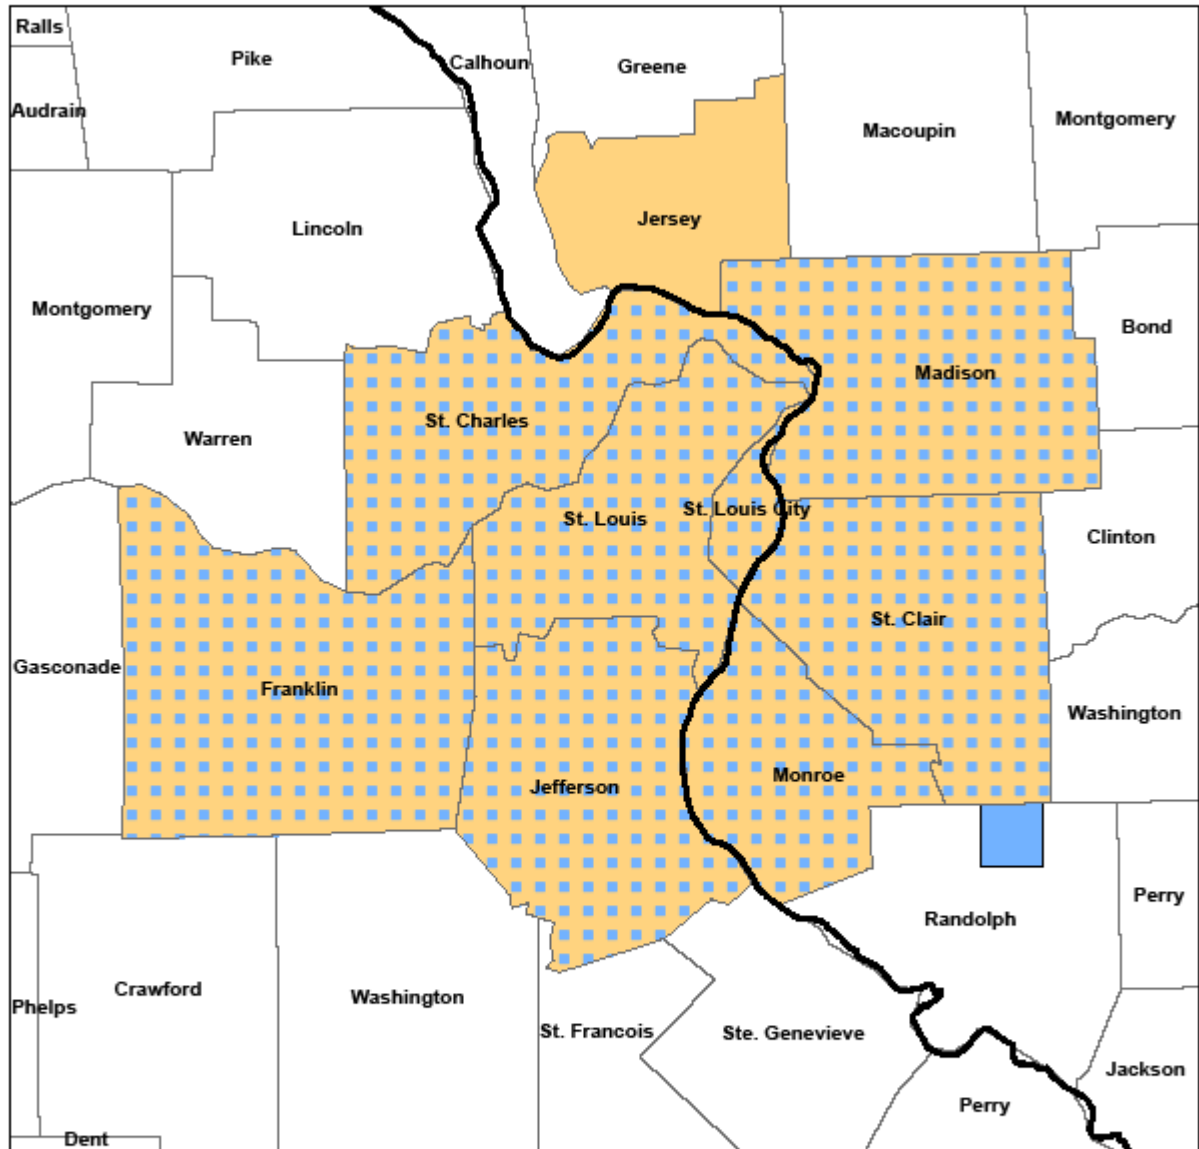 Ralls
Pike
Calhoun
Greene
Audrain
Macoupin
Montgomery
Jersey
Lincoln
Montgomery
Bond
Madison
St. Charles
Warren
St. Louis
St. Louis City
Clinton
St. Clair
Gasconade
Franklin
Washington
Monroe
Jefferson
Perry
Randolph
Crawford
Washington
Phelps
St. Francois
Ste. Genevieve
Jackson
Perry
Dent